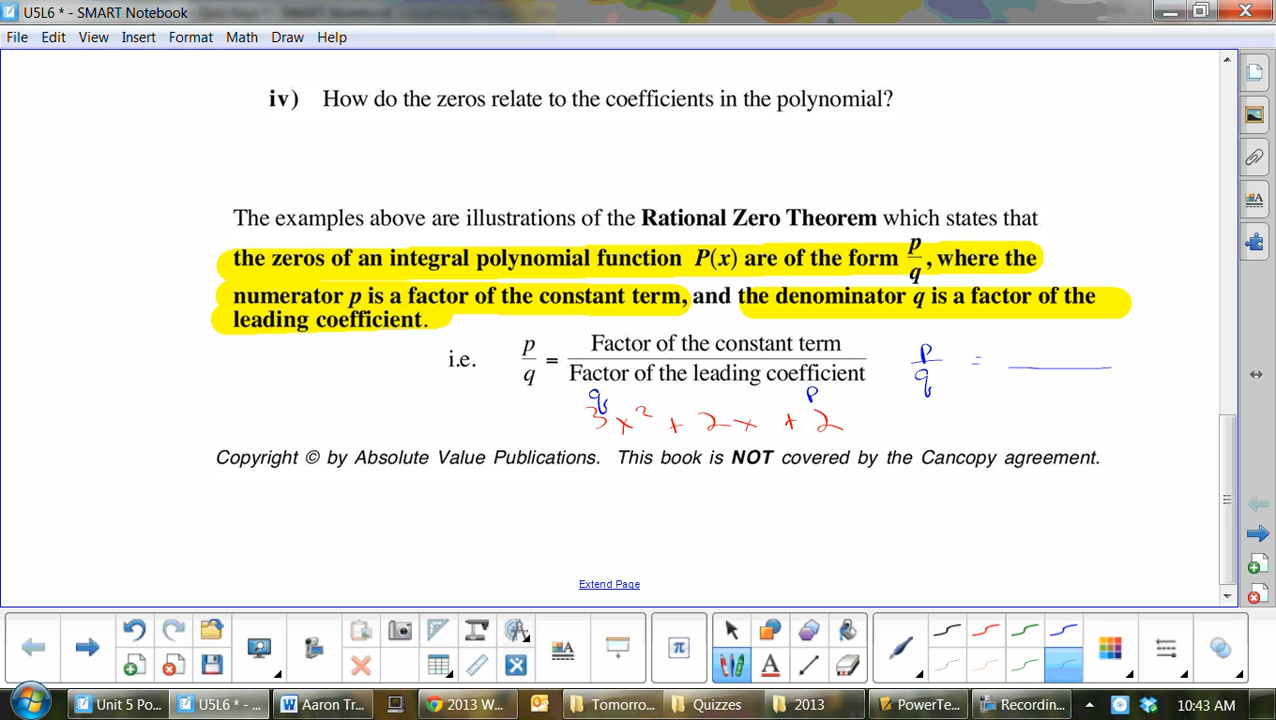 U5L6 * - SMART Notebook
File Edit View Insert Format Math Draw Help
iv) How do the zeros relate to the coefficients in the polynomial?
The examples above are illustrations of the Rational Zero Theorem which states that
the zeros of an integral polynomial function P(x) are of the form p/q, where the
numerator p is a factor of the constant term, and the denominator q is a factor of the
leading coefficient.
i.e. p/q = Factor of the constant term / Factor of the leading coefficient p/q = ______
q p
3x² + 2x + 2
Copyright © by Absolute Value Publications. This book is NOT covered by the Cancopy agreement.
Extend Page
π A
Unit 5 Po... U5L6 * - ... Aaron Tr... 2013 W... Tomorro... Quizzes 2013 PowerTe... Recordin... 10:43 AM